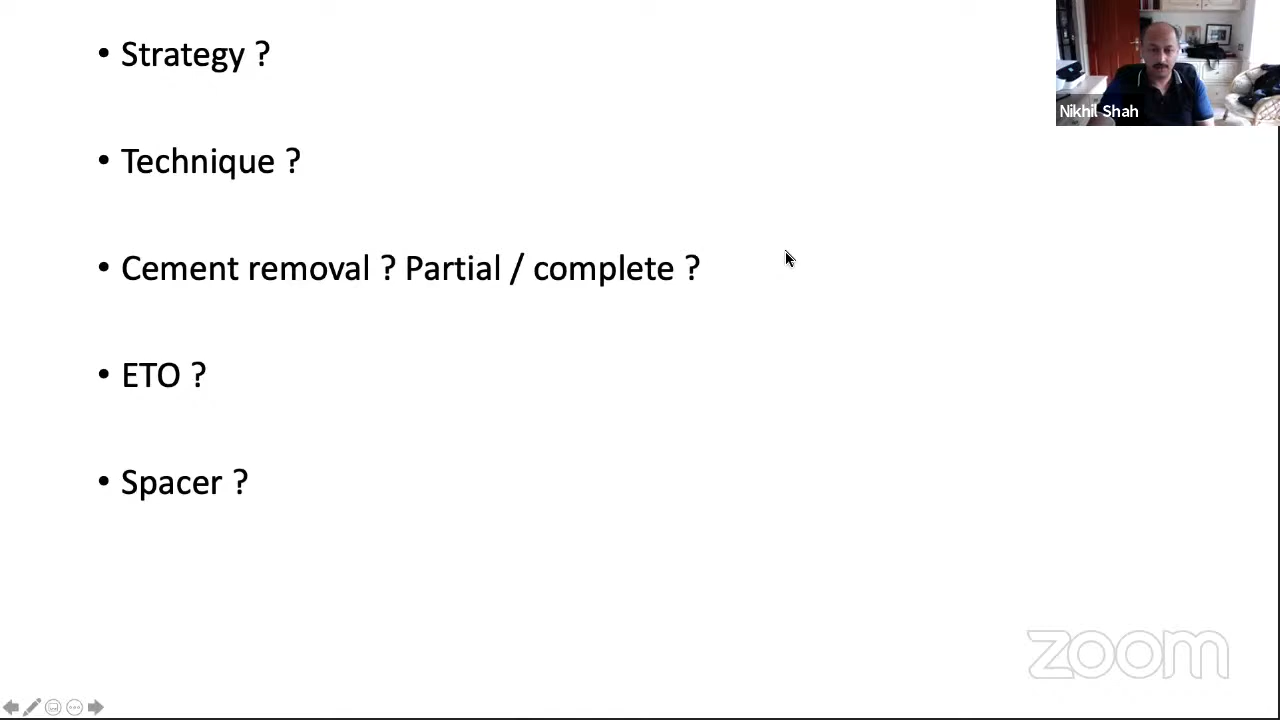 • Strategy ?
• Technique ?
• Cement removal ? Partial / complete ?
• ETO ?
• Spacer ?
Nikhil Shah
zoom